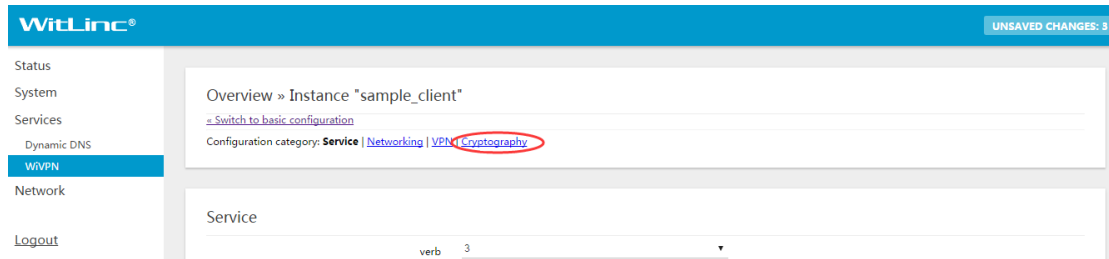 WitLinc®
UNSAVED CHANGES: 3
Status
System
Services
Dynamic DNS
WiVPN
Network
Logout
Overview » Instance "sample_client"
« Switch to basic configuration
Configuration category: Service | Networking | VPN | Cryptography
Service
verb 3